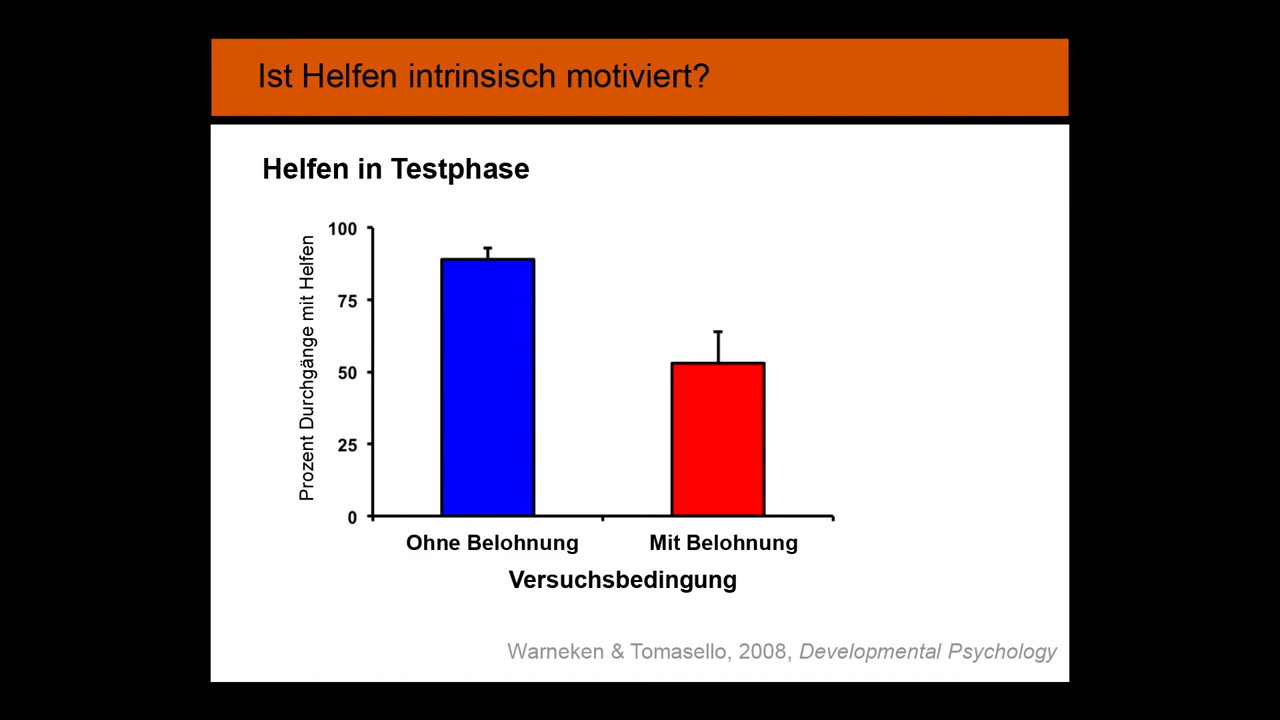 Ist Helfen intrinsisch motiviert?
Helfen in Testphase
Prozent Durchgänge mit Helfen
100
75
50
25
0
Ohne Belohnung
Mit Belohnung
Versuchsbedingung
Warneken & Tomasello, 2008, Developmental Psychology